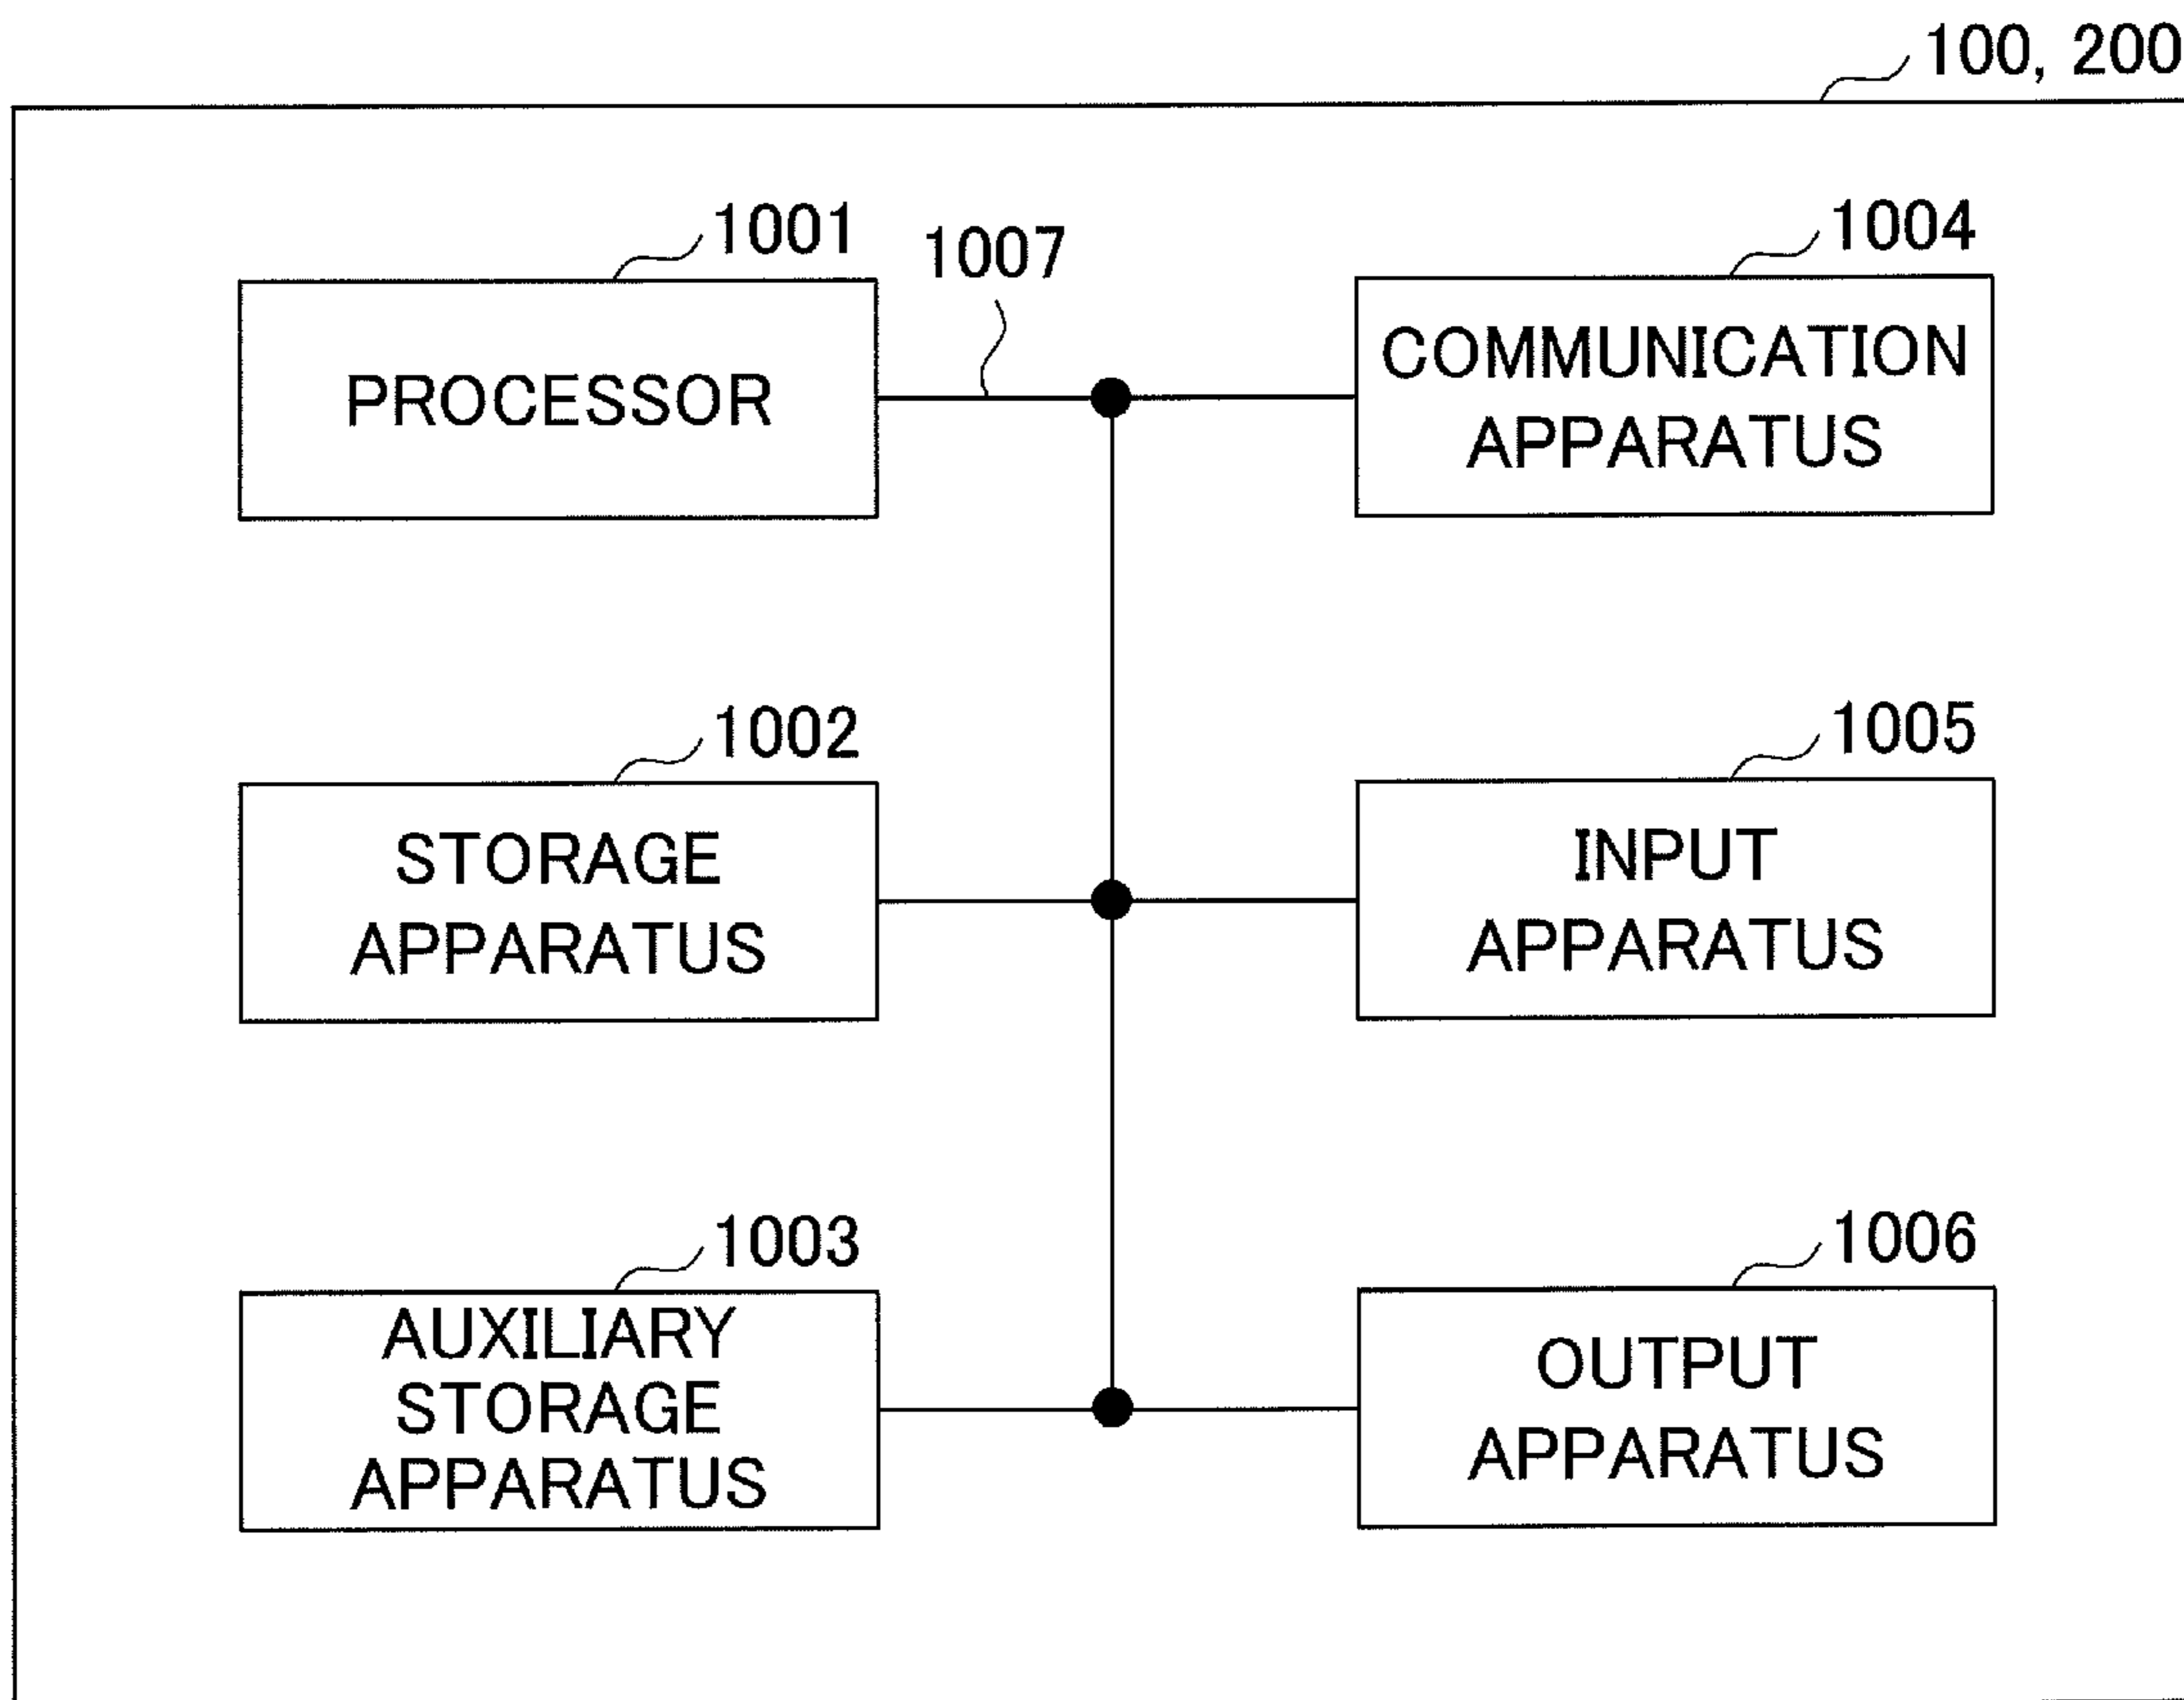 100, 200
1001
1007
1004
PROCESSOR
COMMUNICATION
APPARATUS
1002
1005
STORAGE
APPARATUS
INPUT
APPARATUS
1003
1006
AUXILIARY
STORAGE
APPARATUS
OUTPUT
APPARATUS